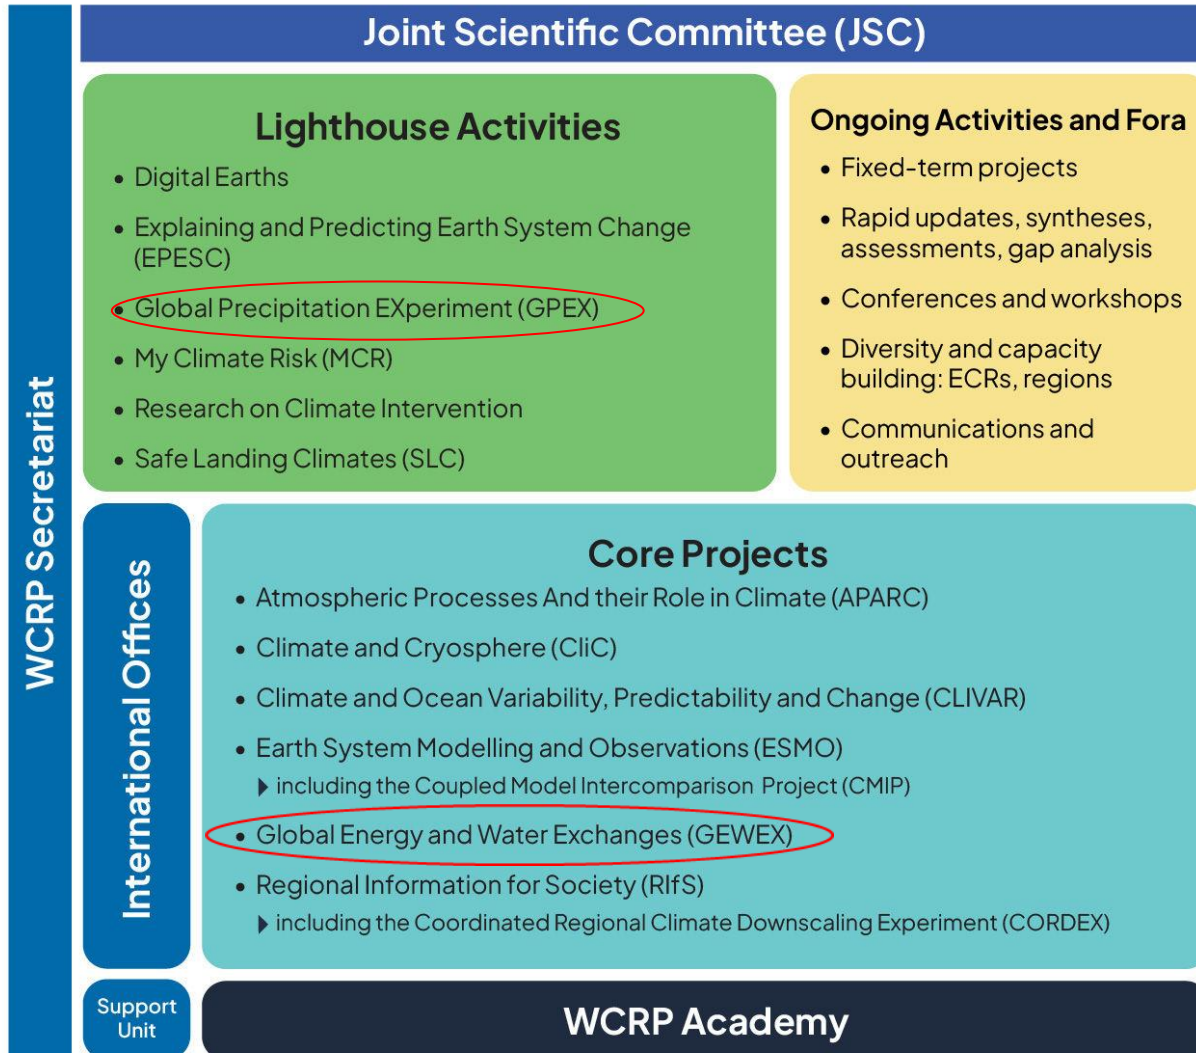 Joint Scientific Committee (JSC)
WCRP Secretariat
Lighthouse Activities
• Digital Earths
• Explaining and Predicting Earth System Change
(EPESC)
• Global Precipitation EXperiment (GPEX)
• My Climate Risk (MCR)
• Research on Climate Intervention
• Safe Landing Climates (SLC)
Ongoing Activities and Fora
• Fixed-term projects
• Rapid updates, syntheses,
assessments, gap analysis
• Conferences and workshops
• Diversity and capacity
building: ECRs, regions
• Communications and
outreach
International Offices
Core Projects
• Atmospheric Processes And their Role in Climate (APARC)
• Climate and Cryosphere (CliC)
• Climate and Ocean Variability, Predictability and Change (CLIVAR)
• Earth System Modelling and Observations (ESMO)
including the Coupled Model Intercomparison Project (CMIP)
• Global Energy and Water Exchanges (GEWEX)
• Regional Information for Society (RIfS)
including the Coordinated Regional Climate Downscaling Experiment (CORDEX)
Support
Unit
WCRP Academy